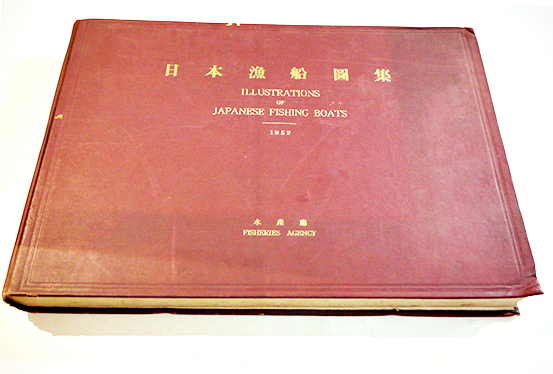 日本漁船圖集
ILLUSTRATIONS
OF
JAPANESE FISHING BOATS
1952
水產廳
FISHERIES AGENCY